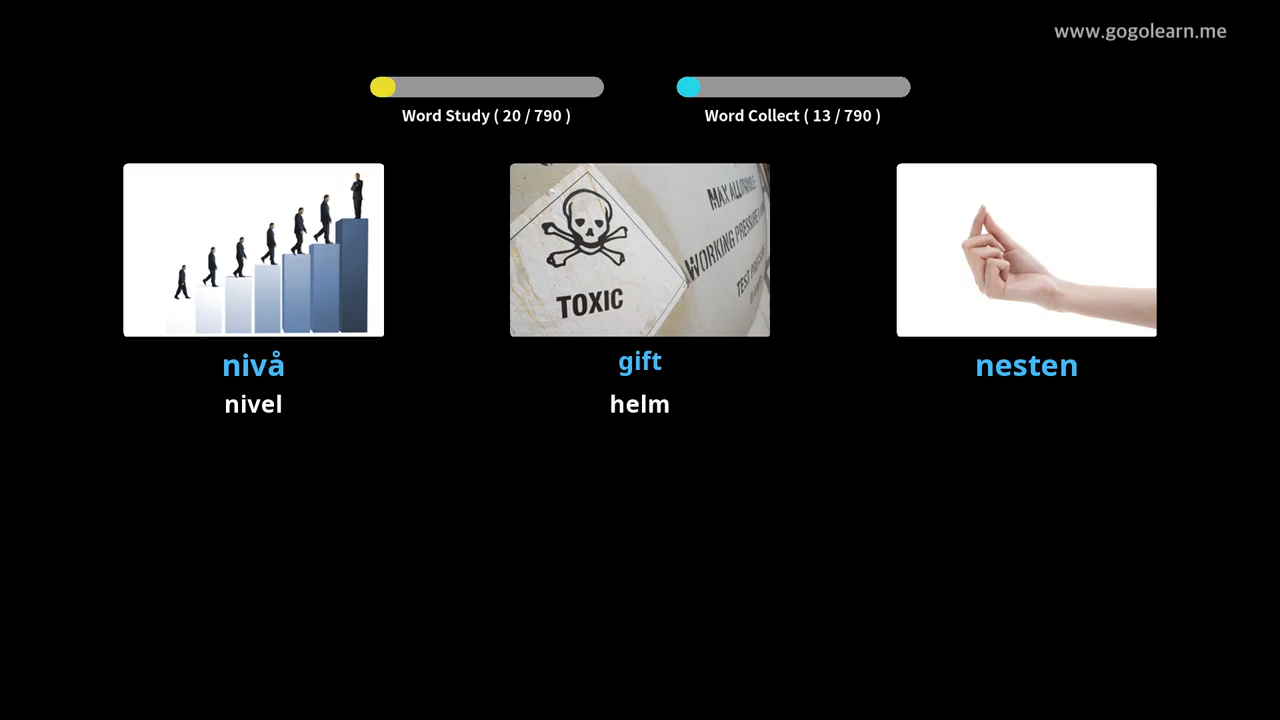 www.gogolearn.me
Word Study ( 20 / 790 )
Word Collect ( 13 / 790 )
MAX ALLOWABLE
WORKING PRESSURE
TEST PRESS
TOXIC
nivå
gift
nesten
nivel
helm